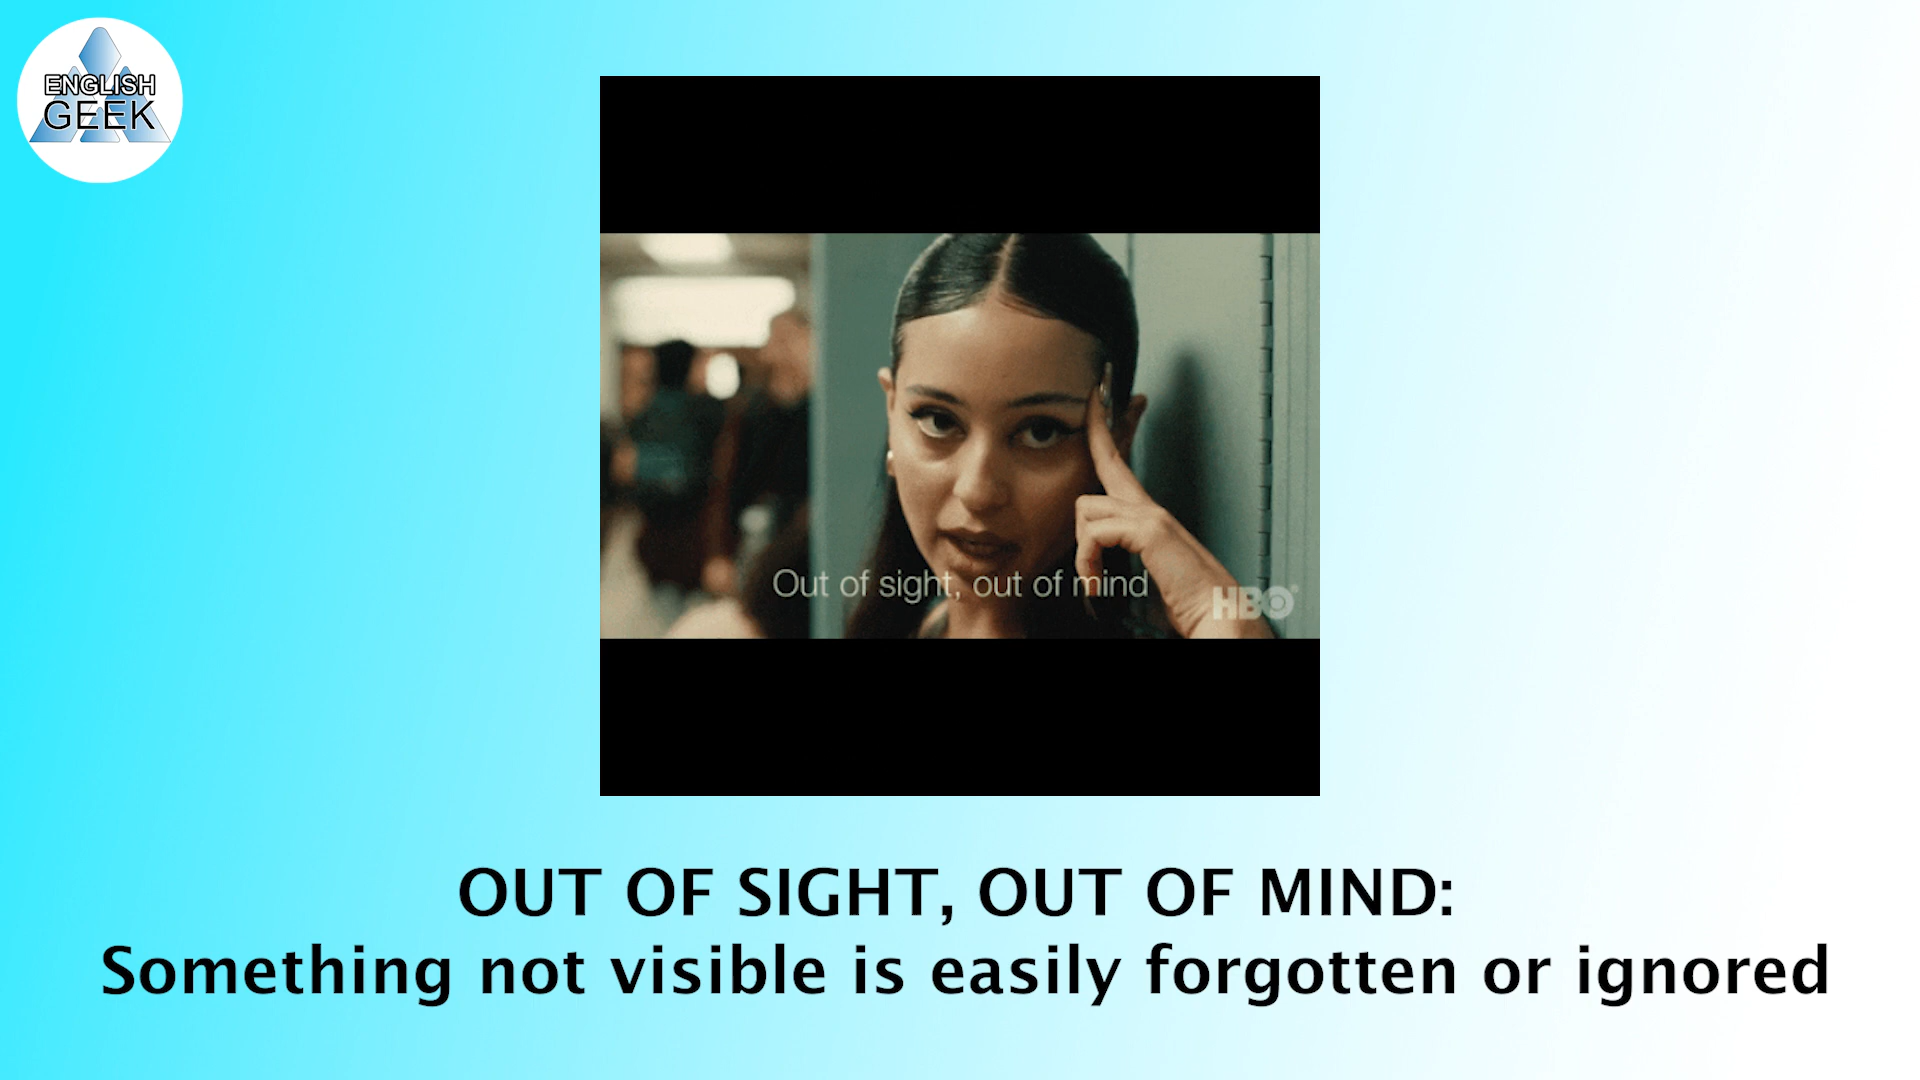 ENGLISH
GEEK
Out of sight, out of mind
HBO
OUT OF SIGHT, OUT OF MIND:
Something not visible is easily forgotten or ignored